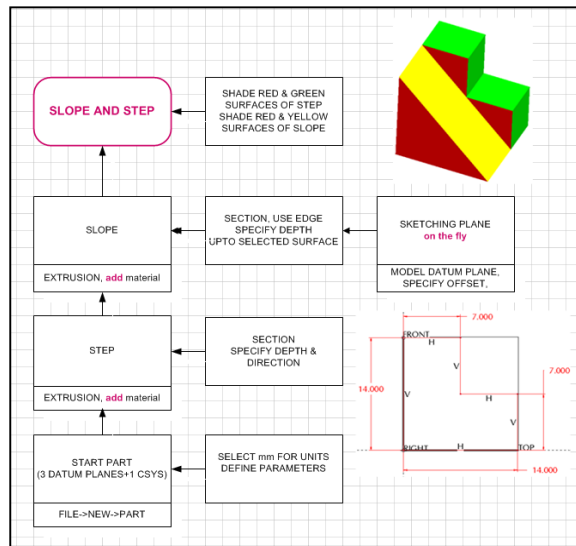 SLOPE AND STEP
SHADE RED & GREEN
SURFACES OF STEP
SHADE RED & YELLOW
SURFACES OF SLOPE
SLOPE
EXTRUSION, add material
SECTION, USE EDGE
SPECIFY DEPTH
UPTO SELECTED SURFACE
SKETCHING PLANE
on the fly
MODEL DATUM PLANE,
SPECIFY OFFSET,
STEP
EXTRUSION, add material
SECTION
SPECIFY DEPTH &
DIRECTION
7.000
FRONT
H
V
7.000
14.000
V
H
V
RIGHT
H
TOP
14.000
START PART
(3 DATUM PLANES+1 CSYS)
FILE->NEW->PART
SELECT mm FOR UNITS
DEFINE PARAMETERS